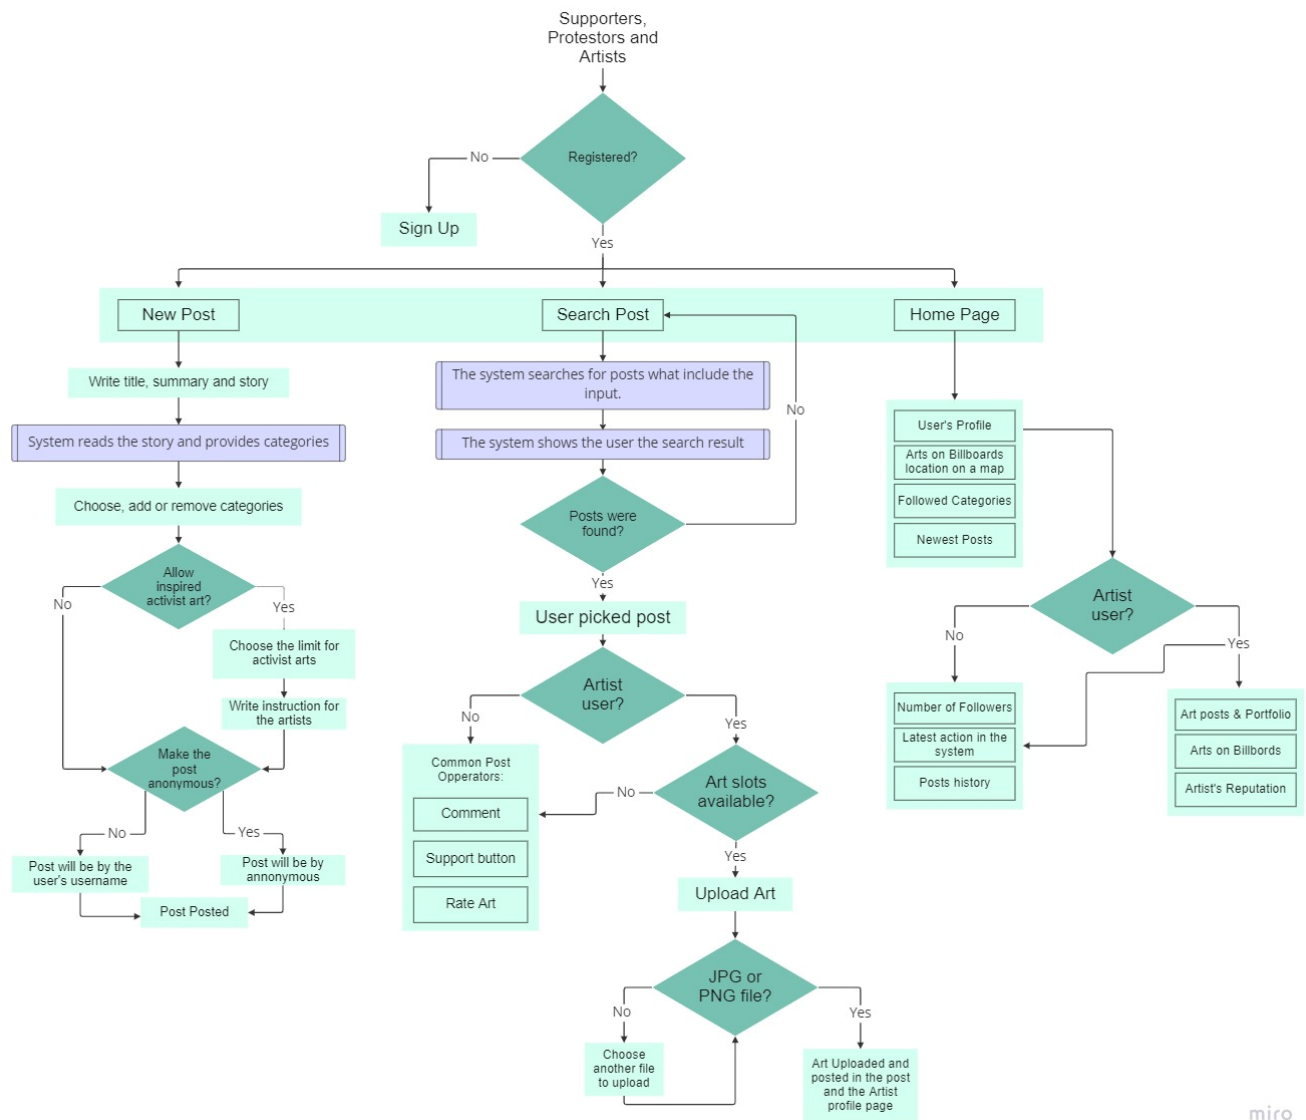 Supporters,
Protestors and
Artists
Registered?
No
Sign Up
Yes
New Post
Search Post
Home Page
Write title, summary and story
System reads the story and provides categories
Choose, add or remove categories
Allow
inspired
activist art?
No
Yes
Choose the limit for
activist arts
Write instruction for
the artists
Make the
post
anonymous?
No
Yes
Post will be by the
user's username
Post will be by
annonymous
Post Posted
The system searches for posts what include the
input.
The system shows the user the search result
No
Posts were
found?
Yes
User picked post
Artist
user?
No
Yes
Common Post
Opperators:
Comment
Support button
Rate Art
Art slots
available?
No
Yes
Upload Art
JPG or
PNG file?
No
Yes
Choose
another file
to upload
Art Uploaded and
posted in the post
and the Artist
profile page
User's Profile
Arts on Billboards
location on a map
Followed Categories
Newest Posts
Artist
user?
No
Yes
Number of Followers
Latest action in the
system
Posts history
Art posts & Portfolio
Arts on Billbords
Artist's Reputation
miro